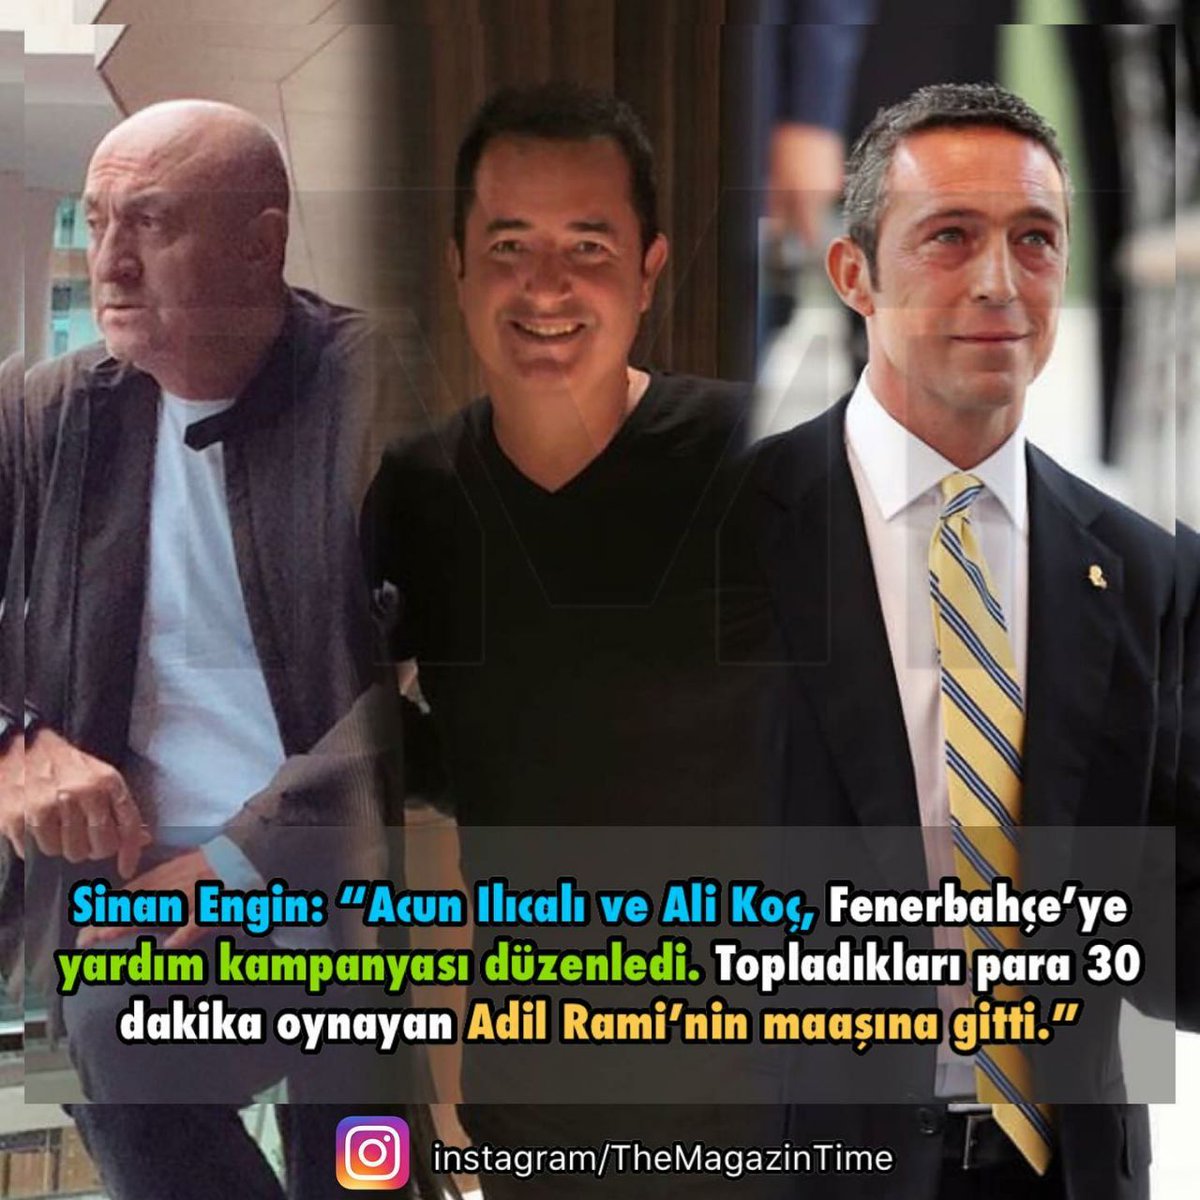 Sinan Engin: “Acun Ilıcalı ve Ali Koç, Fenerbahçe’ye
yardım kampanyası düzenledi. Topladıkları para 30
dakika oynayan Adil Rami’nin maaşına gitti.”
instagram/TheMagazinTime